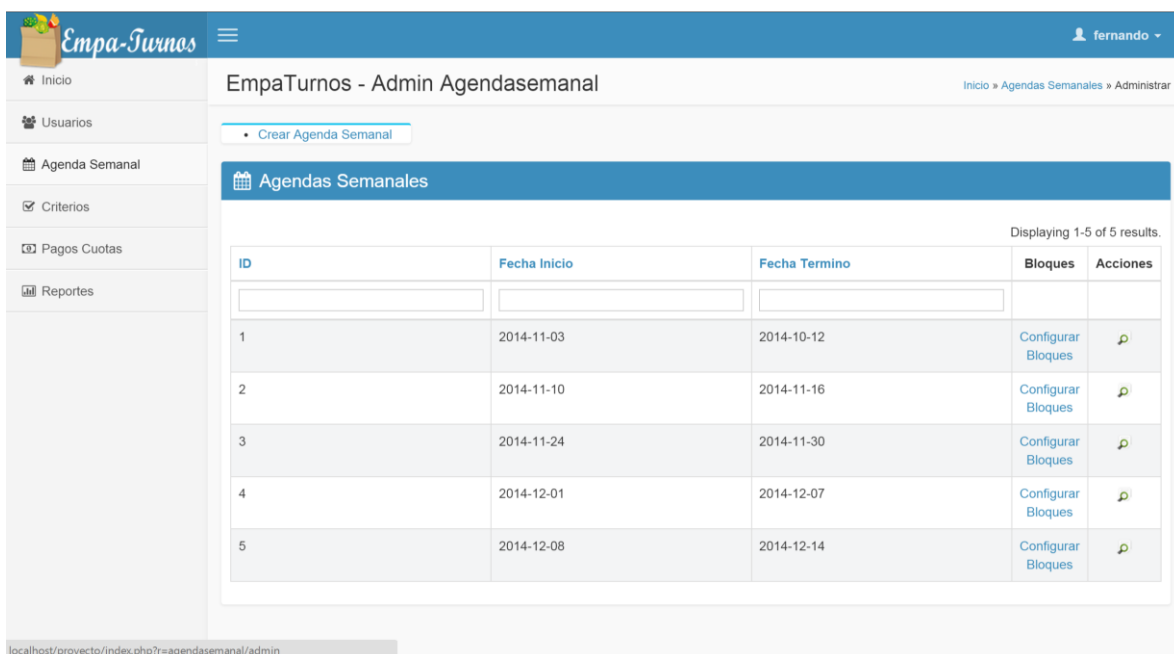 Empa-Turnos
fernando
Inicio
Usuarios
Agenda Semanal
Criterios
Pagos Cuotas
Reportes
EmpaTurnos - Admin Agendasemanal
Inicio » Agendas Semanales » Administrar
• Crear Agenda Semanal
Agendas Semanales
Displaying 1-5 of 5 results.
ID Fecha Inicio Fecha Termino Bloques Acciones
1 2014-11-03 2014-10-12 Configurar
Bloques
2 2014-11-10 2014-11-16 Configurar
Bloques
3 2014-11-24 2014-11-30 Configurar
Bloques
4 2014-12-01 2014-12-07 Configurar
Bloques
5 2014-12-08 2014-12-14 Configurar
Bloques
localhost/proyecto/index.php?r=agendasemanal/admin